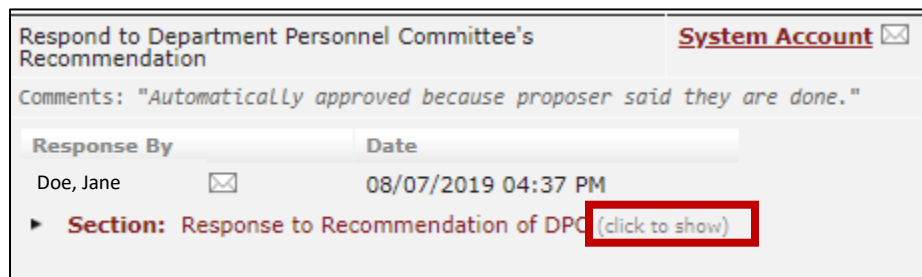 Respond to Department Personnel Committee's
Recommendation
System Account
Comments: "Automatically approved because proposer said they are done."
Response By Date
Doe, Jane 08/07/2019 04:37 PM
Section: Response to Recommendation of DPC (click to show)